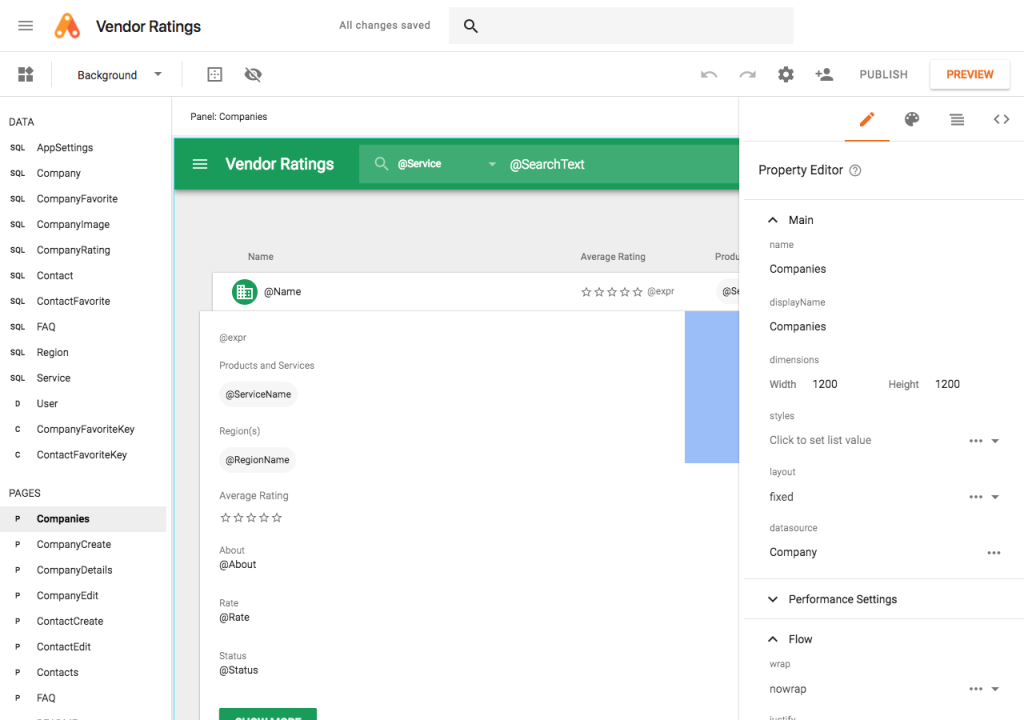 Vendor Ratings
All changes saved
Background
PUBLISH
PREVIEW
DATA
SQL AppSettings
SQL Company
SQL CompanyFavorite
SQL CompanyImage
SQL CompanyRating
SQL Contact
SQL ContactFavorite
SQL FAQ
SQL Region
SQL Service
D User
C CompanyFavoriteKey
C ContactFavoriteKey
PAGES
P Companies
P CompanyCreate
P CompanyDetails
P CompanyEdit
P ContactCreate
P ContactEdit
P Contacts
P FAQ
Panel: Companies
Vendor Ratings
@Service
@SearchText
Name Average Rating Produ
@Name @expr @Se
@expr
Products and Services
@ServiceName
Region(s)
@RegionName
Average Rating
About
@About
Rate
@Rate
Status
@Status
SHOW MORE
Property Editor
Main
name
Companies
displayName
Companies
dimensions
Width 1200 Height 1200
styles
Click to set list value
layout
fixed
datasource
Company
Performance Settings
Flow
wrap
nowrap
justify